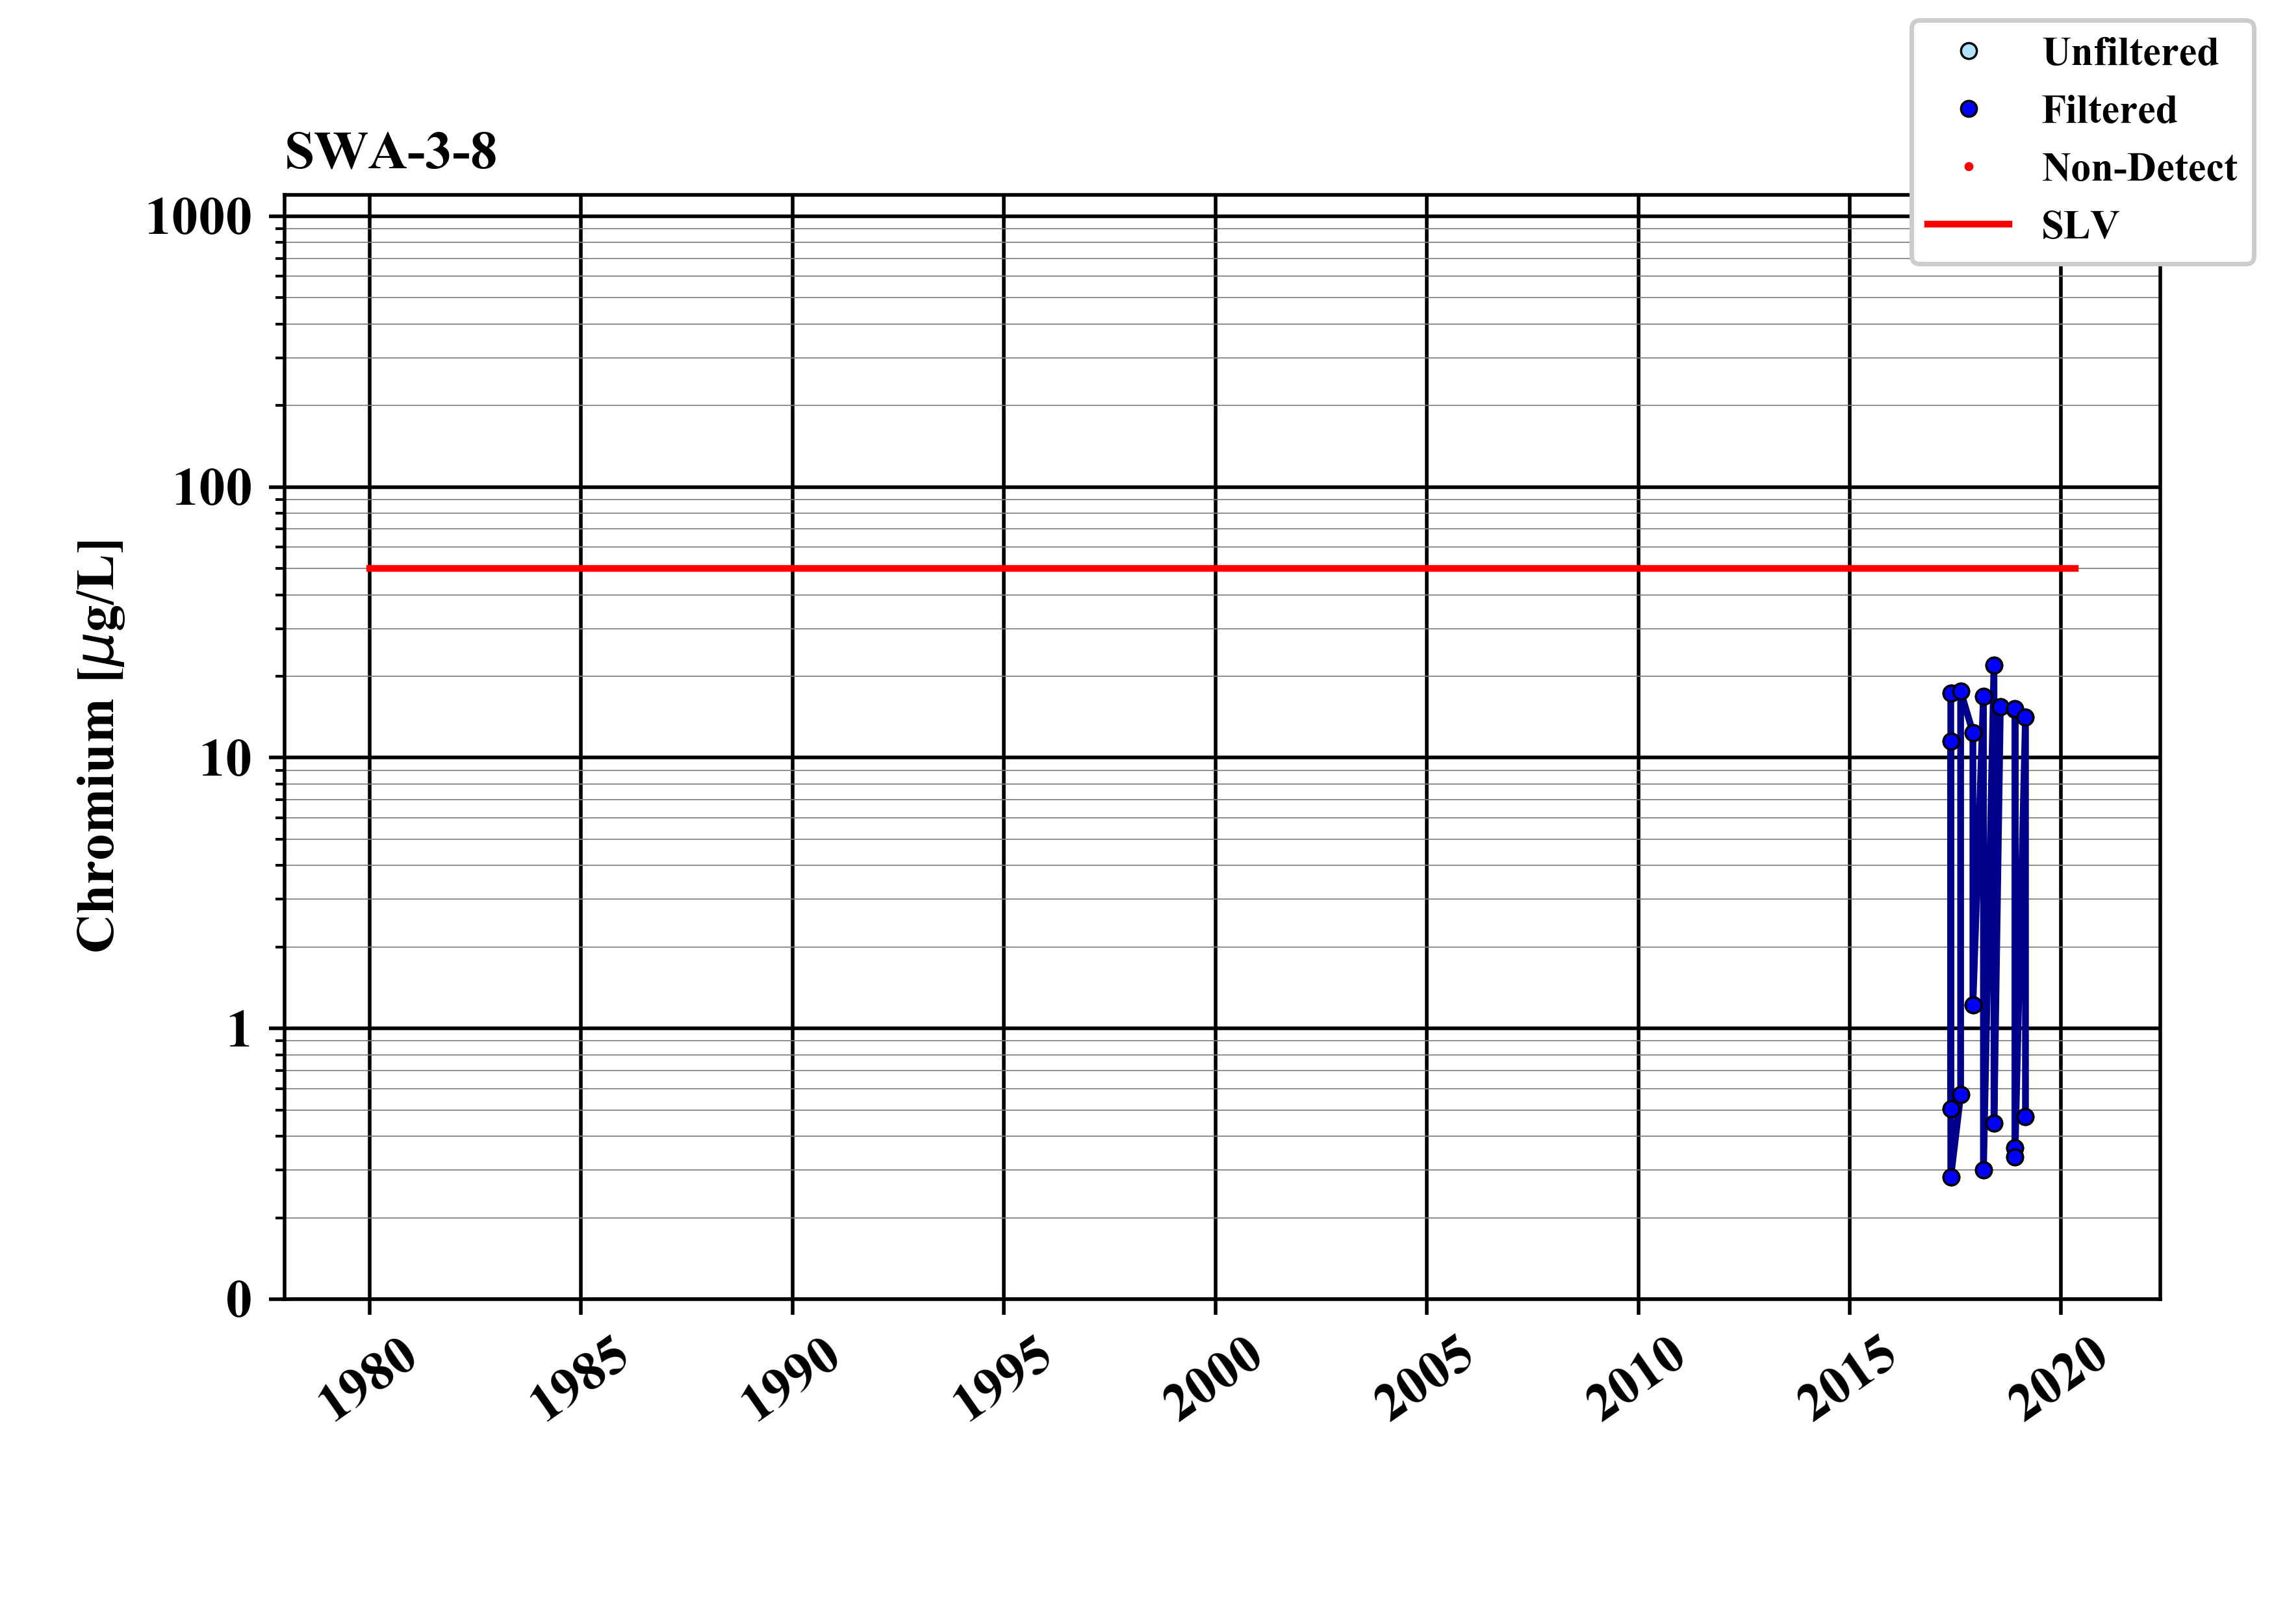 Unfiltered
Filtered
Non-Detect
SLV
SWA-3-8
1000
100
10
1
0
Chromium [μg/L]
1980
1985
1990
1995
2000
2005
2010
2015
2020